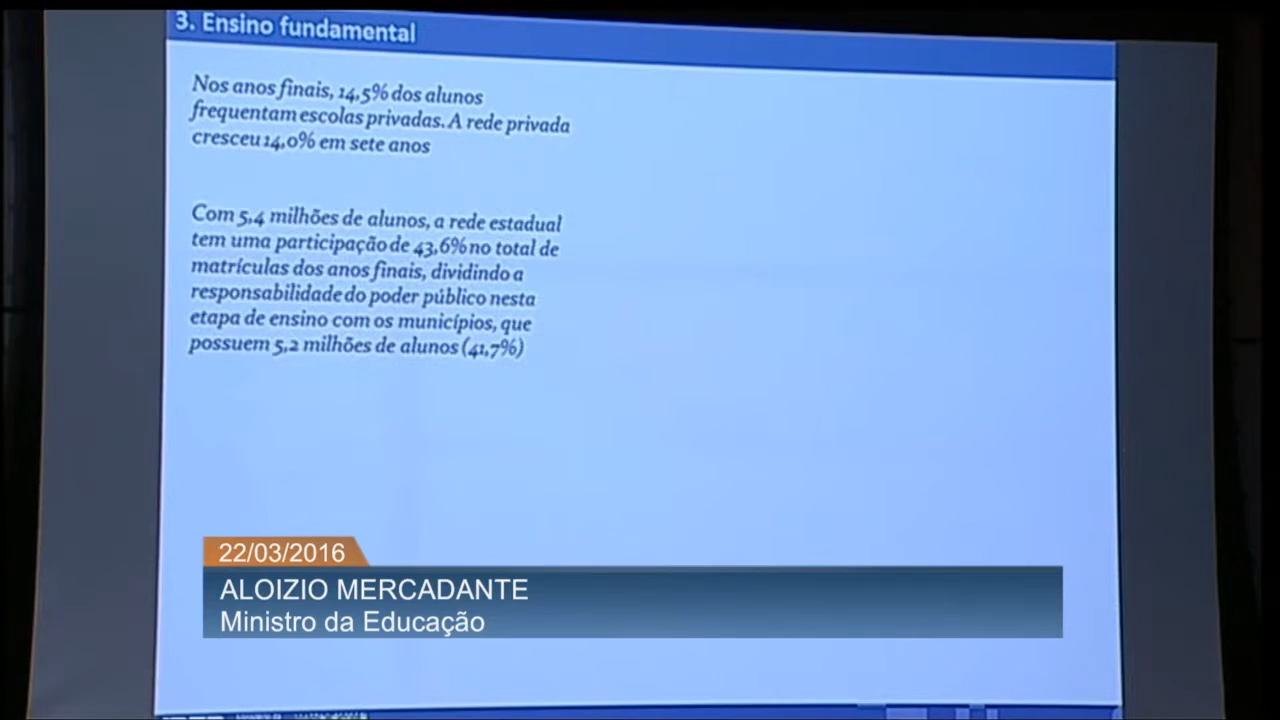 3. Ensino fundamental
Nos anos finais, 14,5% dos alunos
frequentam escolas privadas. A rede privada
cresceu 14,0% em sete anos
Com 5,4 milhões de alunos, a rede estadual
tem uma participação de 43,6% no total de
matrículas dos anos finais, dividindo a
responsabilidade do poder público nesta
etapa de ensino com os municípios, que
possuem 5,2 milhões de alunos (41,7%)
22/03/2016
ALOIZIO MERCADANTE
Ministro da Educação